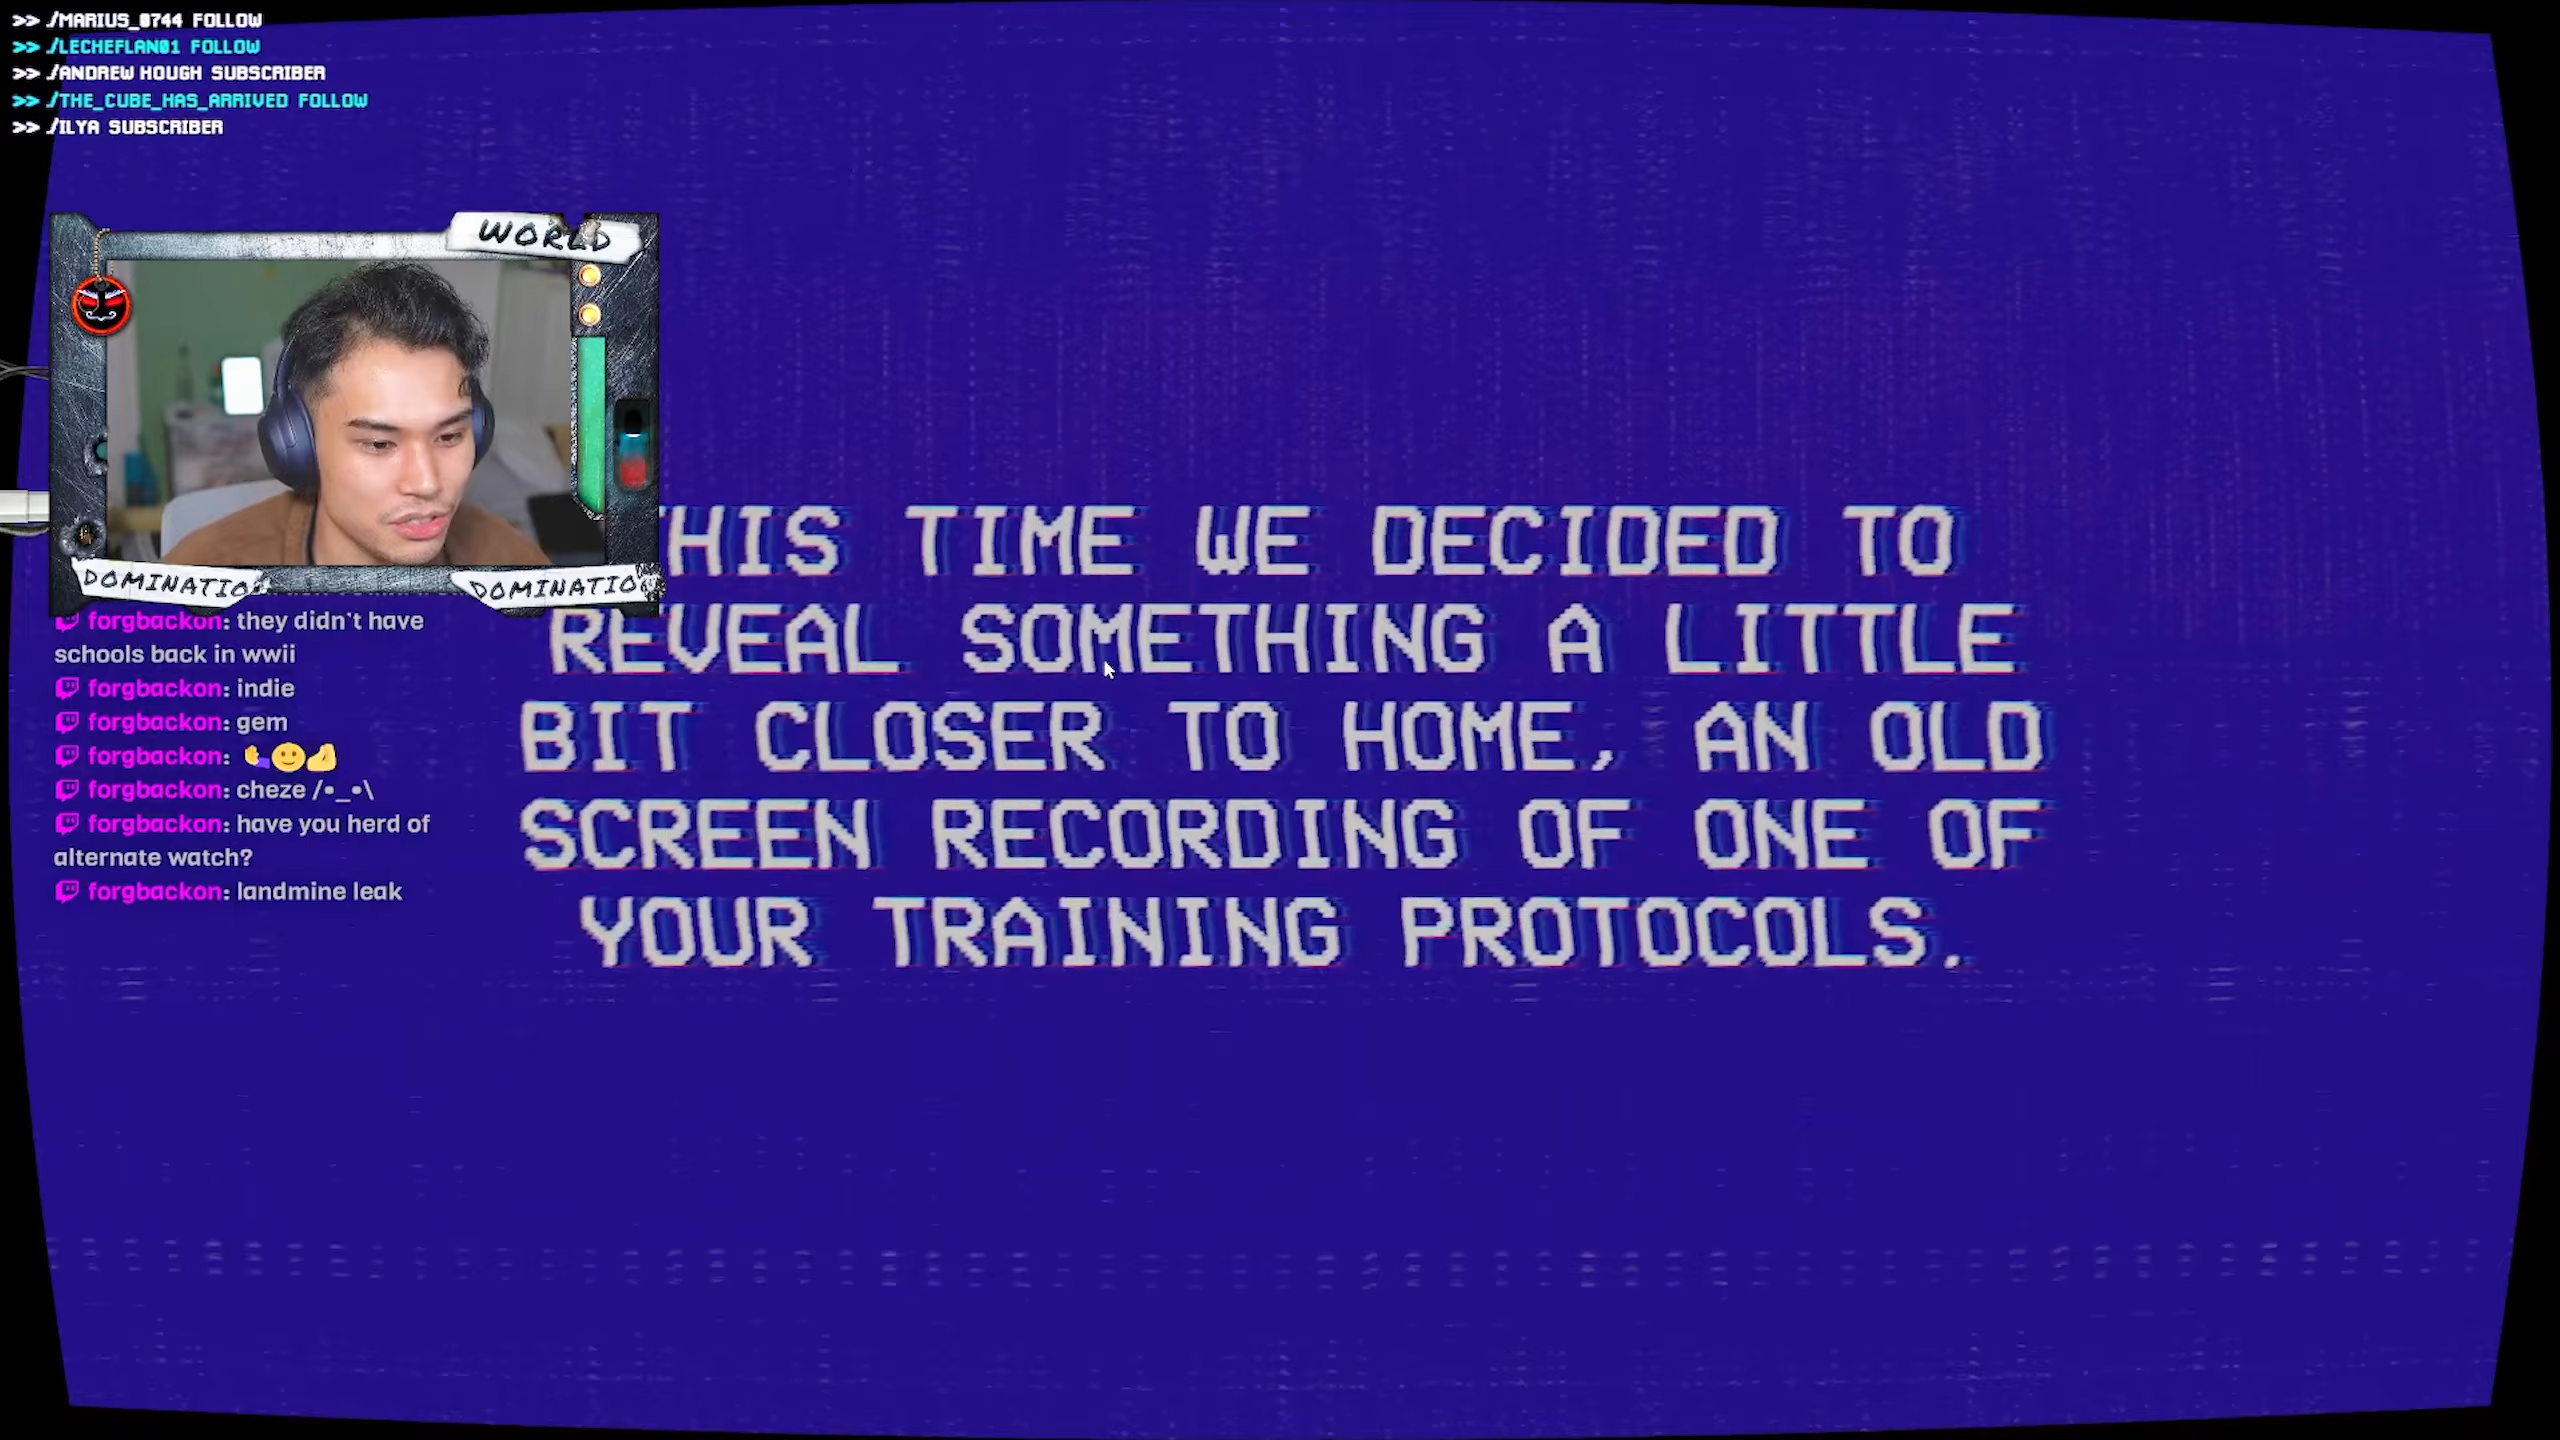 >> ./MARIUS_0744 FOLLOW
>> ./LECHEFLAN01 FOLLOW
>> ./ANDREW HOUGH SUBSCRIBER
>> ./THE_CUBE_HAS_ARRIVED FOLLOW
>> ./ILYA SUBSCRIBER
WORLD
DOMINATIO DOMINATIO
forgbackon: they didn't have
schools back in wwii
forgbackon: indie
forgbackon: gem
forgbackon: 🫲🙂🫱
forgbackon: cheze /•_•\
forgbackon: have you herd of
alternate watch?
forgbackon: landmine leak
HIS TIME WE DECIDED TO
REVEAL SOMETHING A LITTLE
BIT CLOSER TO HOME, AN OLD
SCREEN RECORDING OF ONE OF
YOUR TRAINING PROTOCOLS.